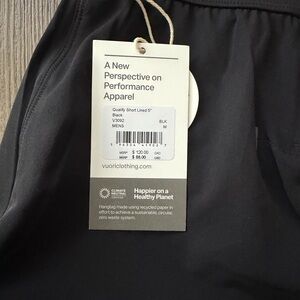 A New
Perspective on
Performance
Apparel
Qualify Short Lined 5"
Black
V3092 BLK
MENS M
MSRP $ 120.00 CAD
MSRP $ 88.00 USD
vuoriclothing.com
CLIMATE
NEUTRAL
CERTIFIED
Happier on a
Healthy Planet
Hangtag made using recycled paper in
effort to achieve a sustainable, circular,
zero waste system.